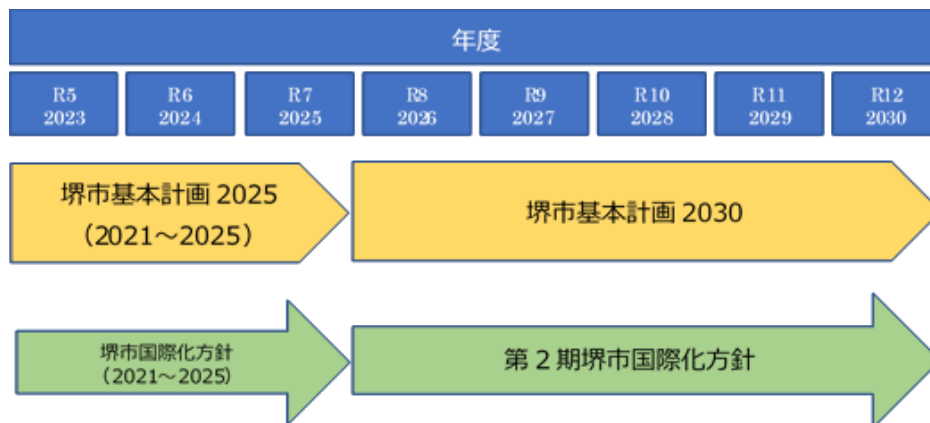 年度
R5
2023
R6
2024
R7
2025
R8
2026
R9
2027
R10
2028
R11
2029
R12
2030
堺市基本計画 2025
（2021～2025）
堺市基本計画 2030
堺市国際化方針
（2021～2025）
第２期堺市国際化方針